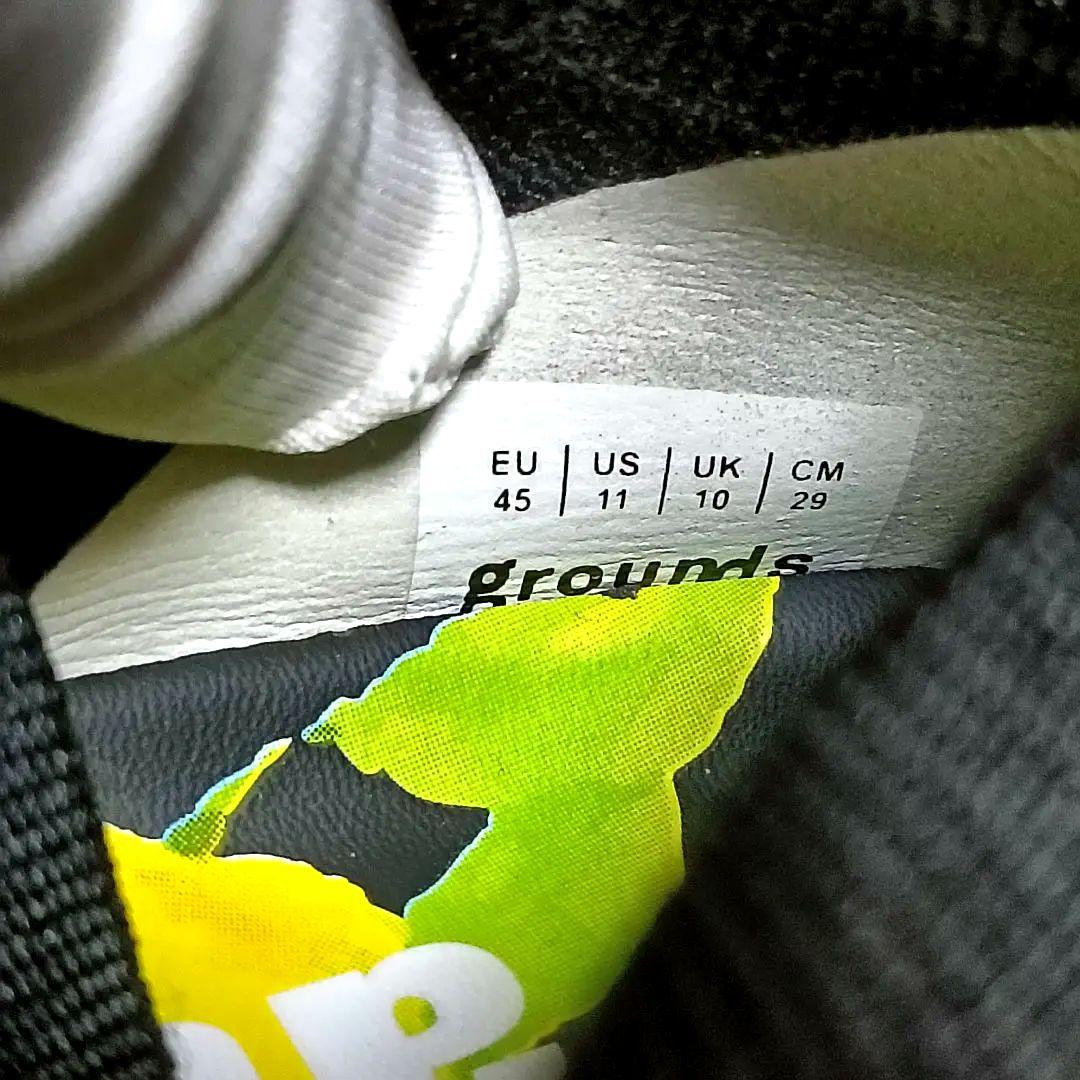 EU | US | UK | CM
45 | 11 | 10 | 29
grounds